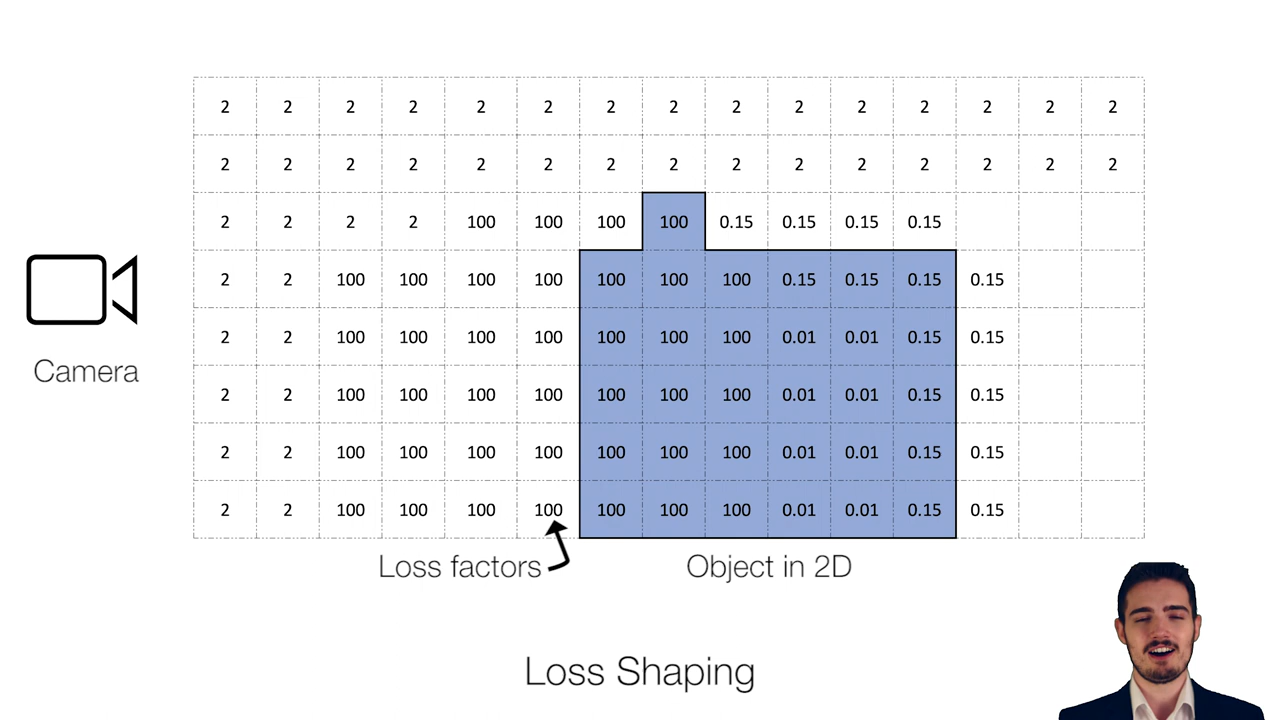 2 2 2 2 2 2 2 2 2 2 2 2 2 2 2
2 2 2 2 2 2 2 2 2 2 2 2 2 2 2
2 2 2 2 100 100 100 100 0.15 0.15 0.15 0.15
2 2 100 100 100 100 100 100 100 0.15 0.15 0.15 0.15
2 2 100 100 100 100 100 100 100 0.01 0.01 0.15 0.15
Camera
2 2 100 100 100 100 100 100 100 0.01 0.01 0.15 0.15
2 2 100 100 100 100 100 100 100 0.01 0.01 0.15 0.15
2 2 100 100 100 100 100 100 100 0.01 0.01 0.15 0.15
Loss factors
Object in 2D
Loss Shaping